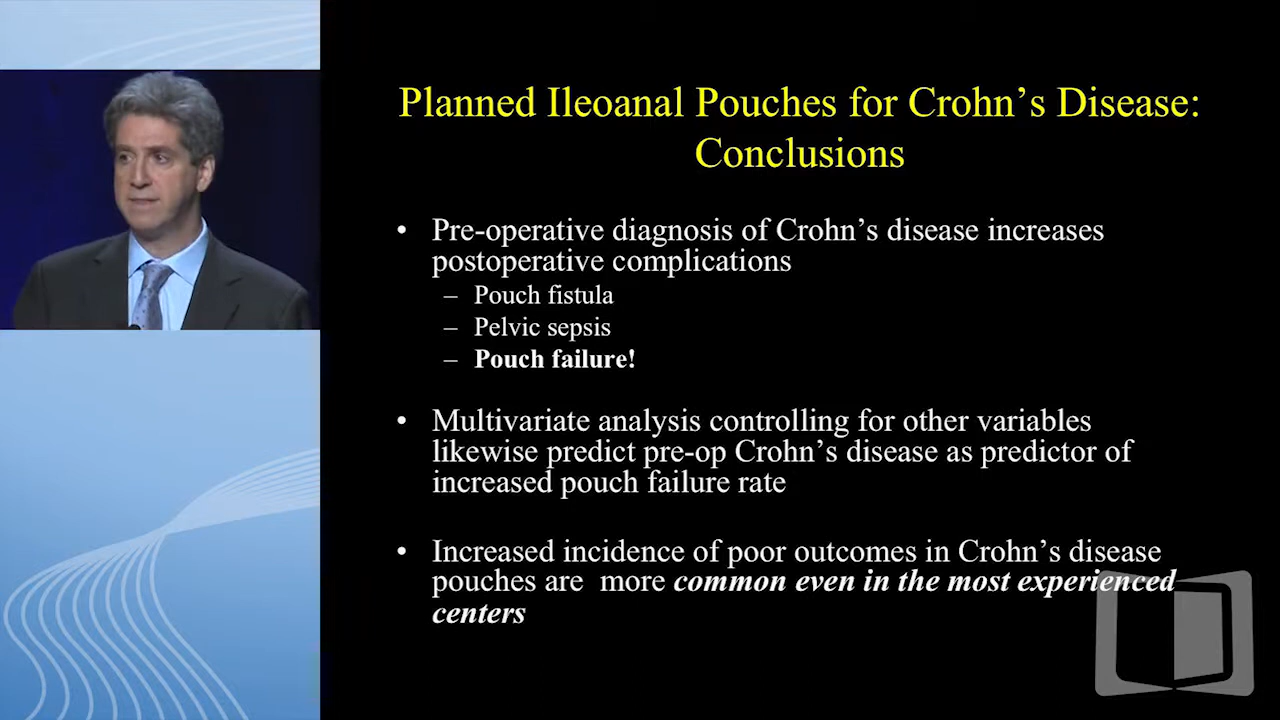 Planned Ileoanal Pouches for Crohn’s Disease:
Conclusions
• Pre-operative diagnosis of Crohn’s disease increases
postoperative complications
– Pouch fistula
– Pelvic sepsis
– Pouch failure!
• Multivariate analysis controlling for other variables
likewise predict pre-op Crohn’s disease as predictor of
increased pouch failure rate
• Increased incidence of poor outcomes in Crohn’s disease
pouches are  more common even in the most experienced
centers